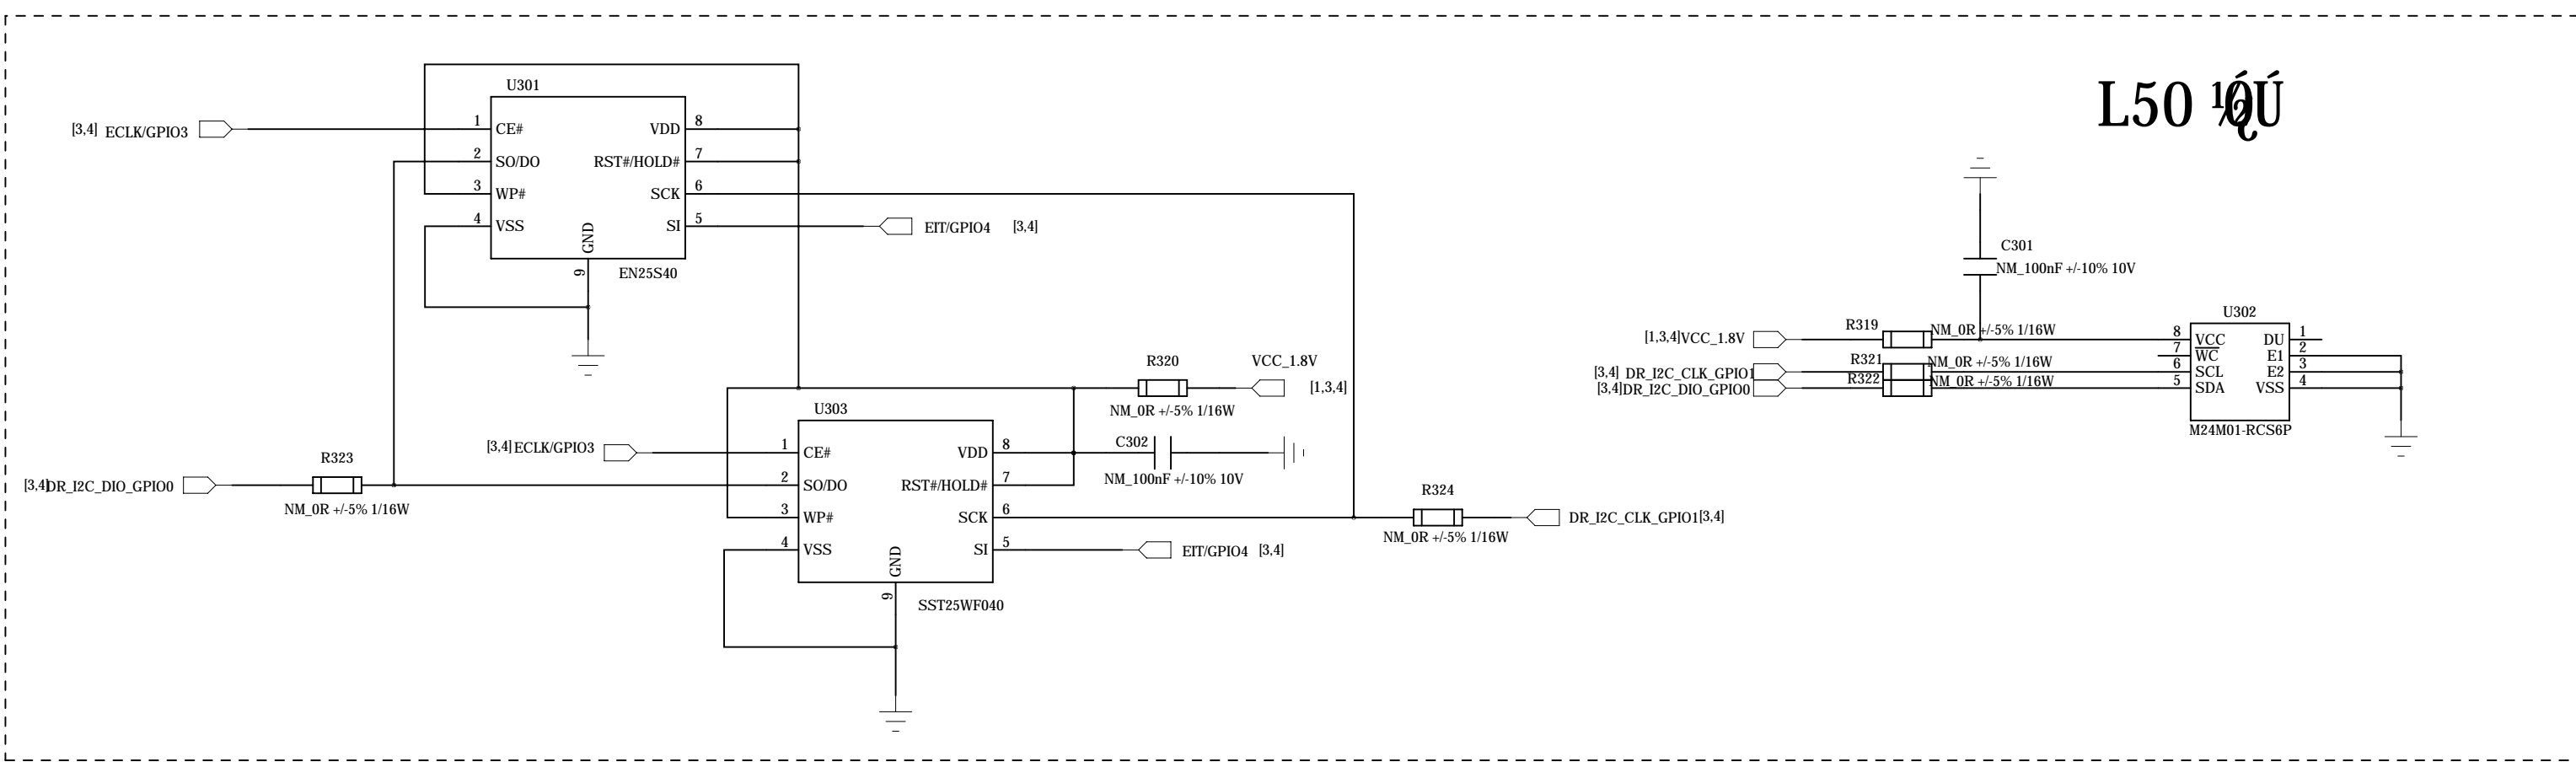 L50 ½ÓÚ
U301
[3,4] ECLK/GPIO3
1 CE#
2 SO/DO
3 WP#
4 VSS
VDD 8
RST#/HOLD# 7
SCK 6
SI 5
GND
9
EN25S40
EIT/GPIO4 [3,4]
C301
NM_100nF +/-10% 10V
U302
[1,3,4]VCC_1.8V
R319
NM_0R +/-5% 1/16W
[3,4] DR_I2C_CLK_GPIO1
R321
NM_0R +/-5% 1/16W
[3,4]DR_I2C_DIO_GPIO0
R322
NM_0R +/-5% 1/16W
8 VCC
7 WC
6 SCL
5 SDA
DU 1
E1 2
E2 3
VSS 4
M24M01-RCS6P
R320
NM_0R +/-5% 1/16W
VCC_1.8V
[1,3,4]
U303
[3,4]ECLK/GPIO3
1 CE#
2 SO/DO
3 WP#
4 VSS
VDD 8
RST#/HOLD# 7
SCK 6
SI 5
GND
9
SST25WF040
C302
NM_100nF +/-10% 10V
R323
[3,4]DR_I2C_DIO_GPIO0
NM_0R +/-5% 1/16W
R324
NM_0R +/-5% 1/16W
DR_I2C_CLK_GPIO1[3,4]
EIT/GPIO4 [3,4]